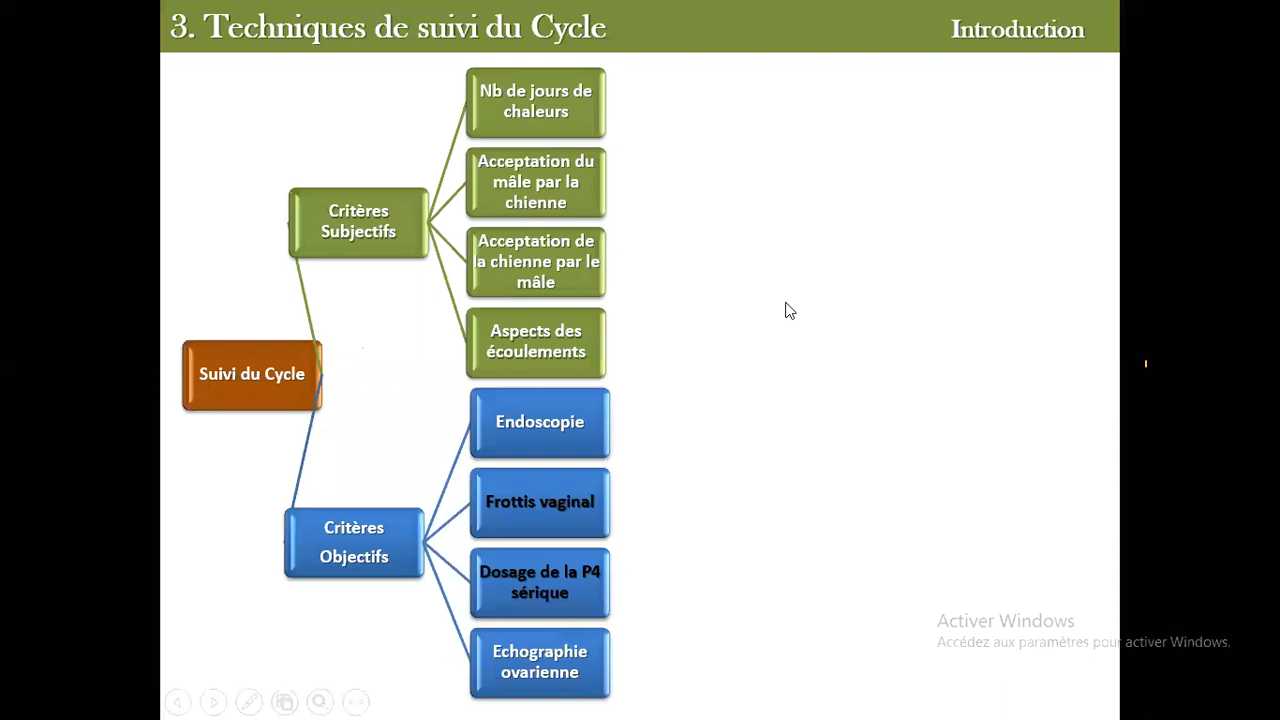 3. Techniques de suivi du Cycle
Introduction
Nb de jours de
chaleurs
Acceptation du
mâle par la
chienne
Critères
Subjectifs
Acceptation de
la chienne par le
mâle
Aspects des
écoulements
Suivi du Cycle
Endoscopie
Frottis vaginal
Critères
Objectifs
Dosage de la P4
sérique
Echographie
ovarienne
Activer Windows
Accédez aux paramètres pour activer Windows.